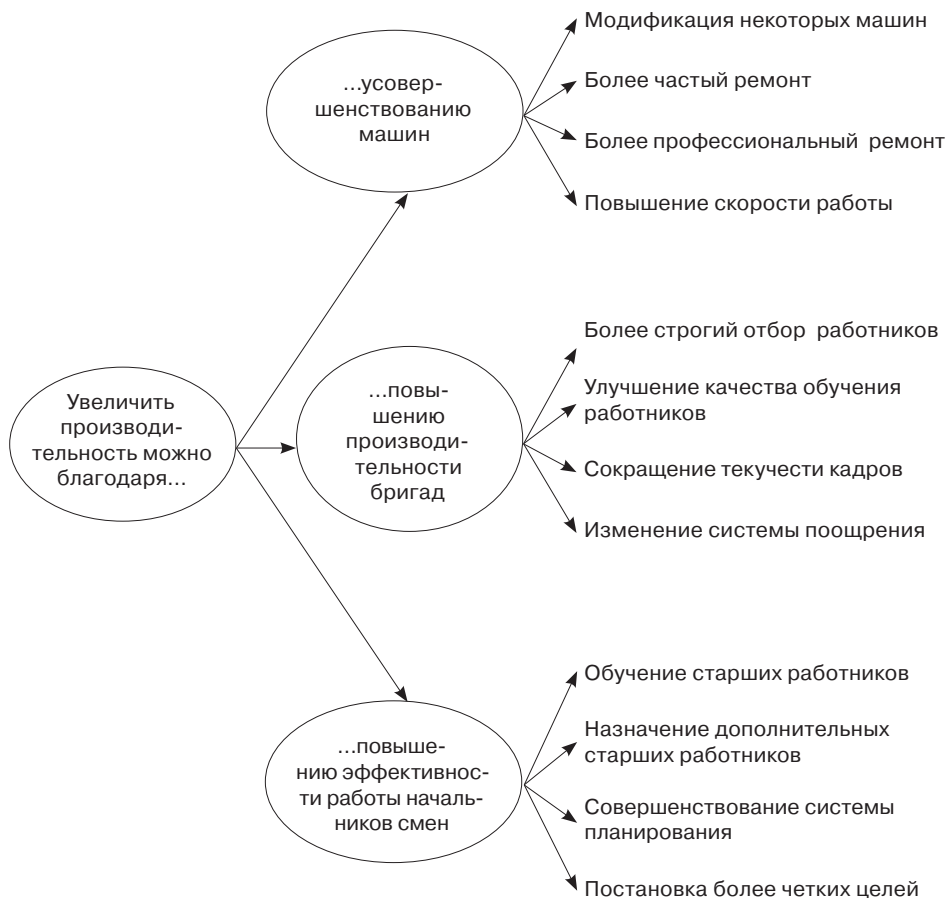 Увеличить
производи-
тельность можно
благодаря...
...усовер-
шенствованию
машин
Модификация некоторых машин
Более частый ремонт
Более профессиональный ремонт
Повышение скорости работы
...повы-
шению
производи-
тельности
бригад
Более строгий отбор работников
Улучшение качества обучения
работников
Сокращение текучести кадров
Изменение системы поощрения
...повыше-
нию эффективнос-
ти работы началь-
ников смен
Обучение старших работников
Назначение дополнительных
старших работников
Совершенствование системы
планирования
Постановка более четких целей